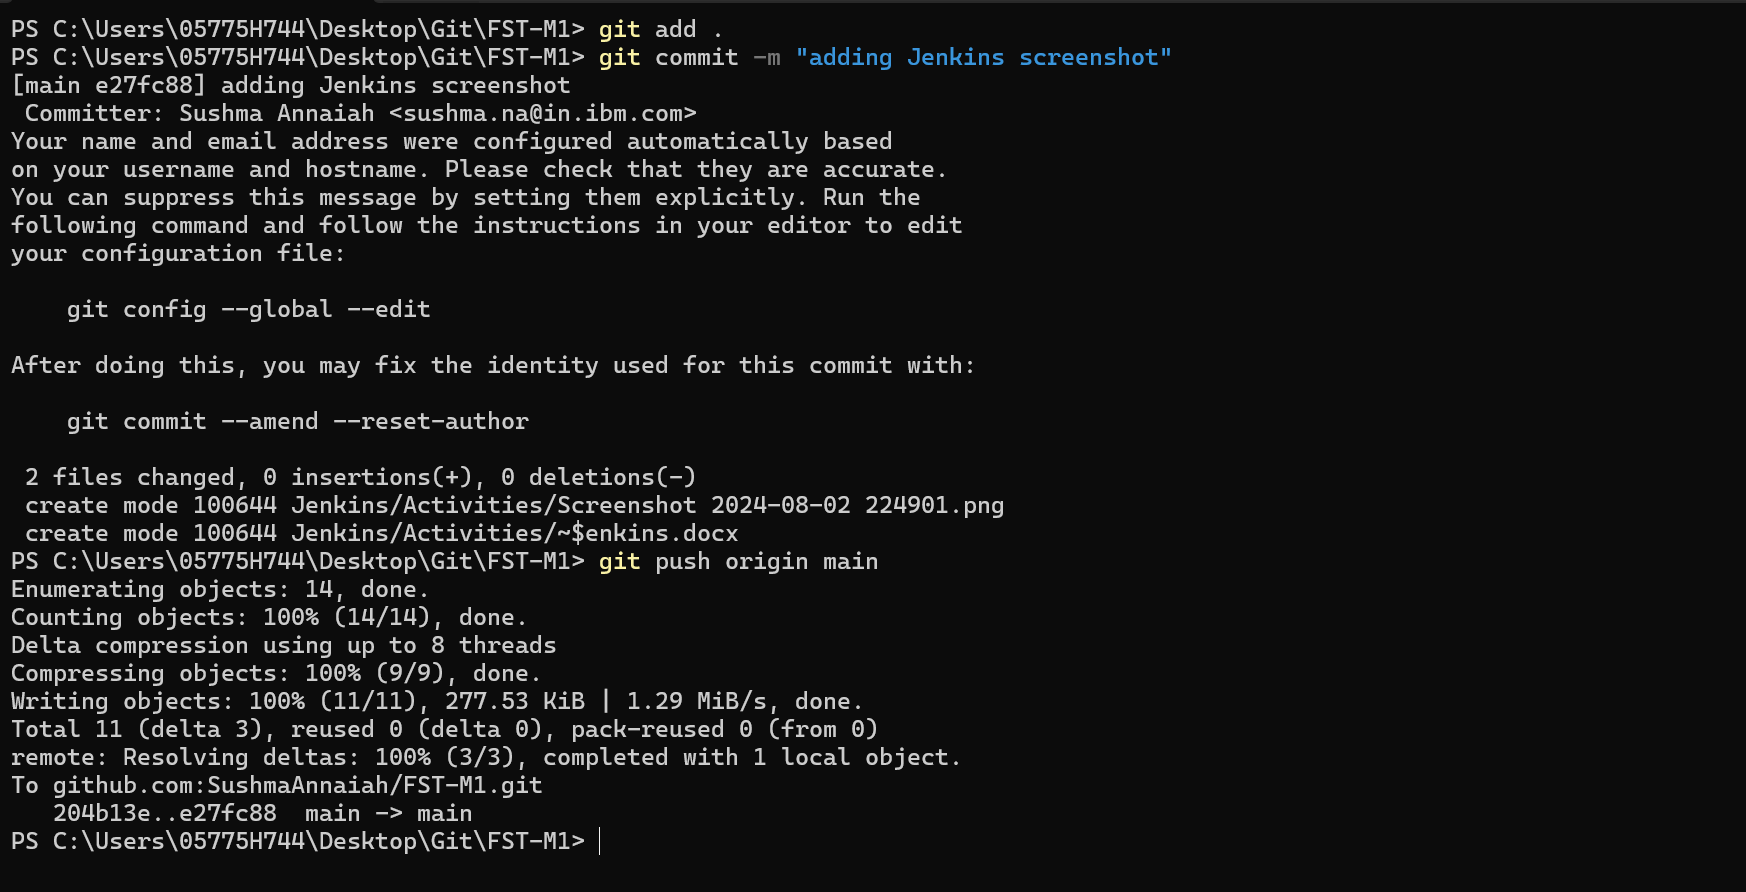 PS C:\Users\05775H744\Desktop\Git\FST-M1> git add .
PS C:\Users\05775H744\Desktop\Git\FST-M1> git commit -m "adding Jenkins screenshot"
[main e27fc88] adding Jenkins screenshot
 Committer: Sushma Annaiah <sushma.na@in.ibm.com>
Your name and email address were configured automatically based
on your username and hostname. Please check that they are accurate.
You can suppress this message by setting them explicitly. Run the
following command and follow the instructions in your editor to edit
your configuration file:

    git config --global --edit

After doing this, you may fix the identity used for this commit with:

    git commit --amend --reset-author

 2 files changed, 0 insertions(+), 0 deletions(-)
 create mode 100644 Jenkins/Activities/Screenshot 2024-08-02 224901.png
 create mode 100644 Jenkins/Activities/~$enkins.docx
PS C:\Users\05775H744\Desktop\Git\FST-M1> git push origin main
Enumerating objects: 14, done.
Counting objects: 100% (14/14), done.
Delta compression using up to 8 threads
Compressing objects: 100% (9/9), done.
Writing objects: 100% (11/11), 277.53 KiB | 1.29 MiB/s, done.
Total 11 (delta 3), reused 0 (delta 0), pack-reused 0 (from 0)
remote: Resolving deltas: 100% (3/3), completed with 1 local object.
To github.com:SushmaAnnaiah/FST-M1.git
   204b13e..e27fc88  main -> main
PS C:\Users\05775H744\Desktop\Git\FST-M1>